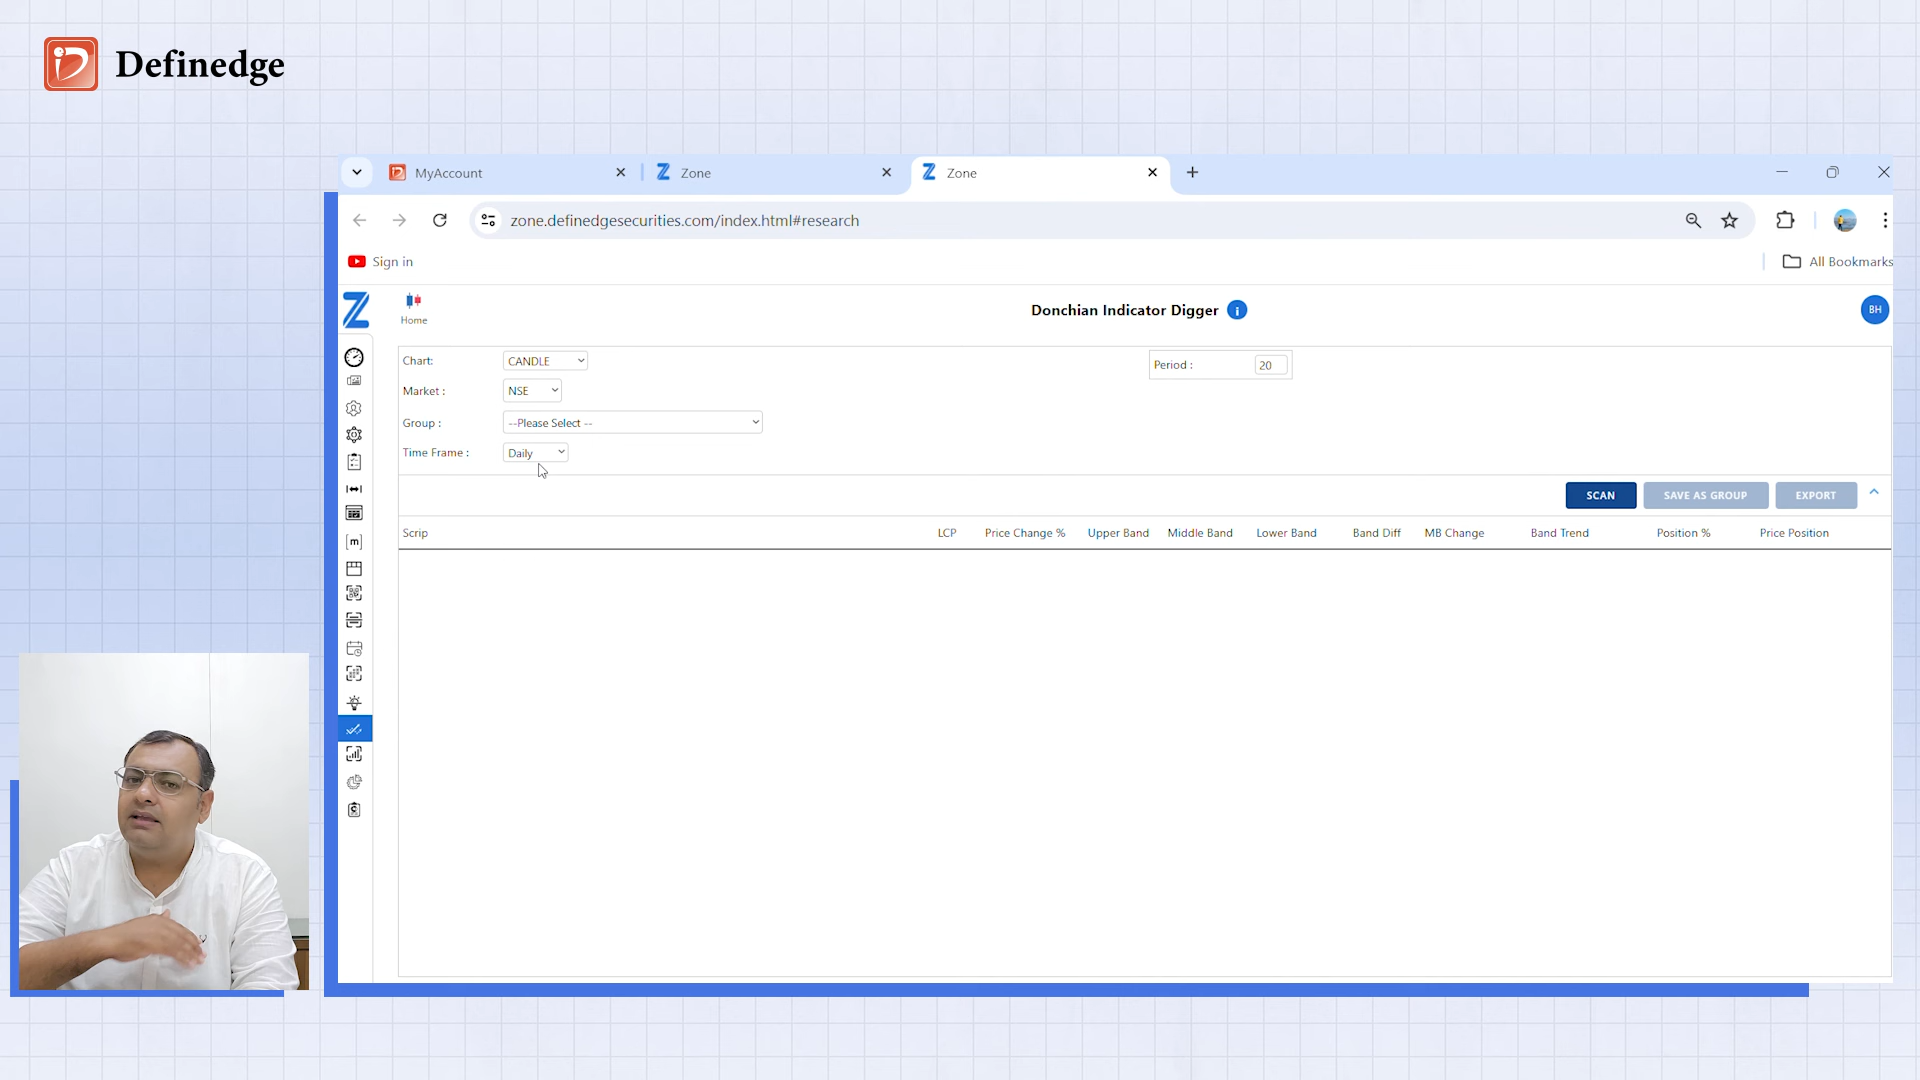 Definedge
MyAccount
Zone
Zone
zone.definedgesecurities.com/index.html#research
Sign in
All Bookmarks
Home
Donchian Indicator Digger
i
BH
Chart:
CANDLE
Period :
20
Market :
NSE
Group :
--Please Select --
Time Frame :
Daily
SCAN
SAVE AS GROUP
EXPORT
Scrip
LCP
Price Change %
Upper Band
Middle Band
Lower Band
Band Diff
MB Change
Band Trend
Position %
Price Position